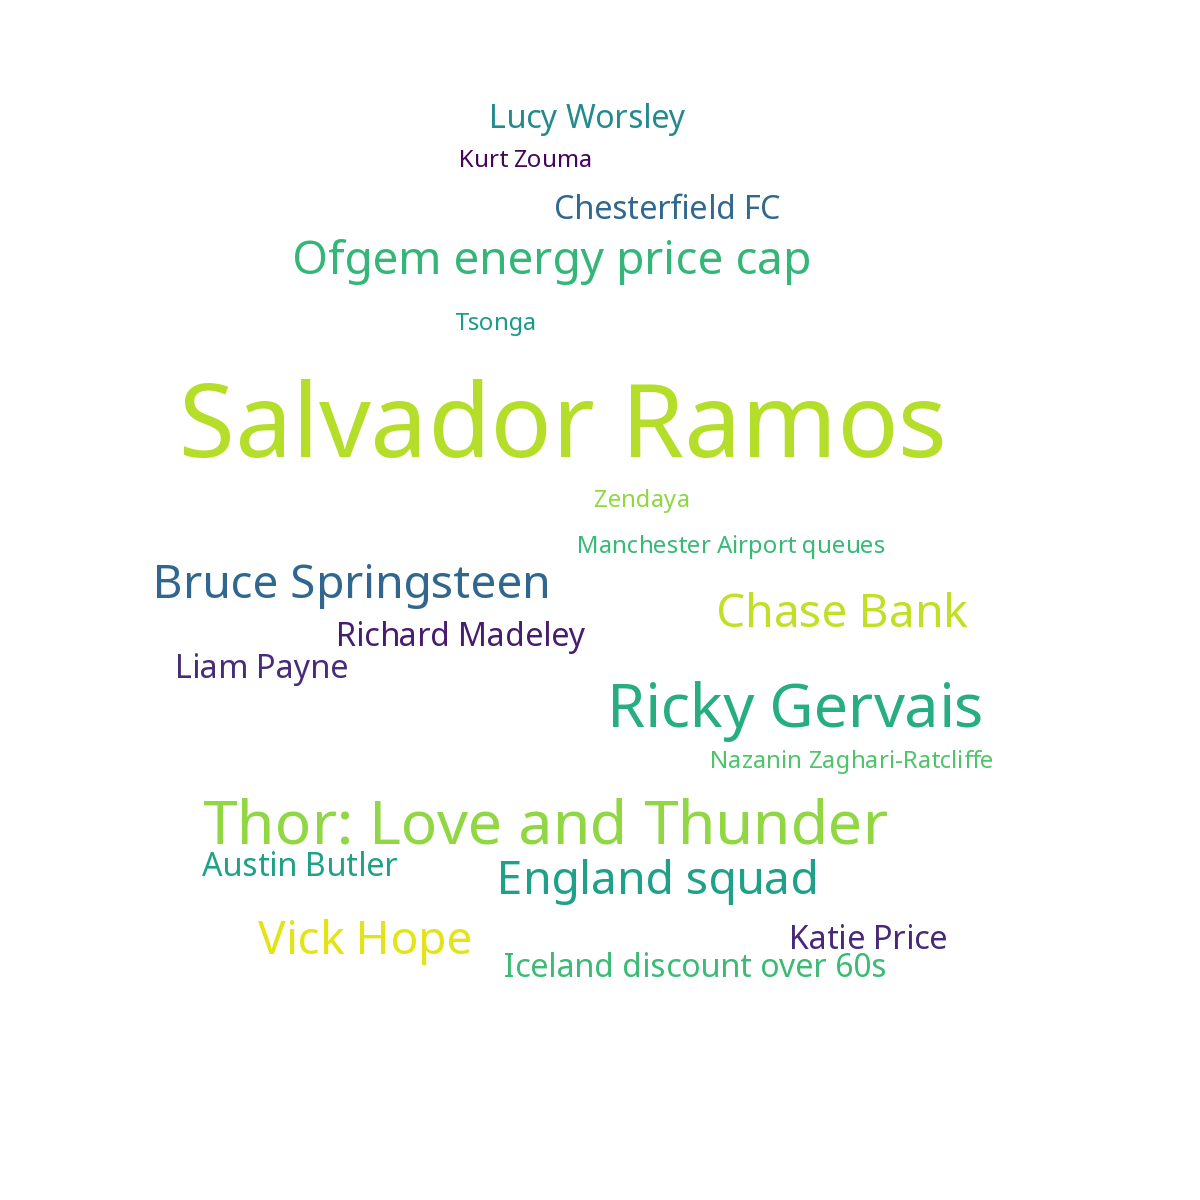 Lucy Worsley
Kurt Zouma
Chesterfield FC
Ofgem energy price cap
Tsonga
Salvador Ramos
Zendaya
Manchester Airport queues
Bruce Springsteen
Chase Bank
Richard Madeley
Liam Payne
Ricky Gervais
Nazanin Zaghari-Ratcliffe
Thor: Love and Thunder
Austin Butler
England squad
Vick Hope
Katie Price
Iceland discount over 60s